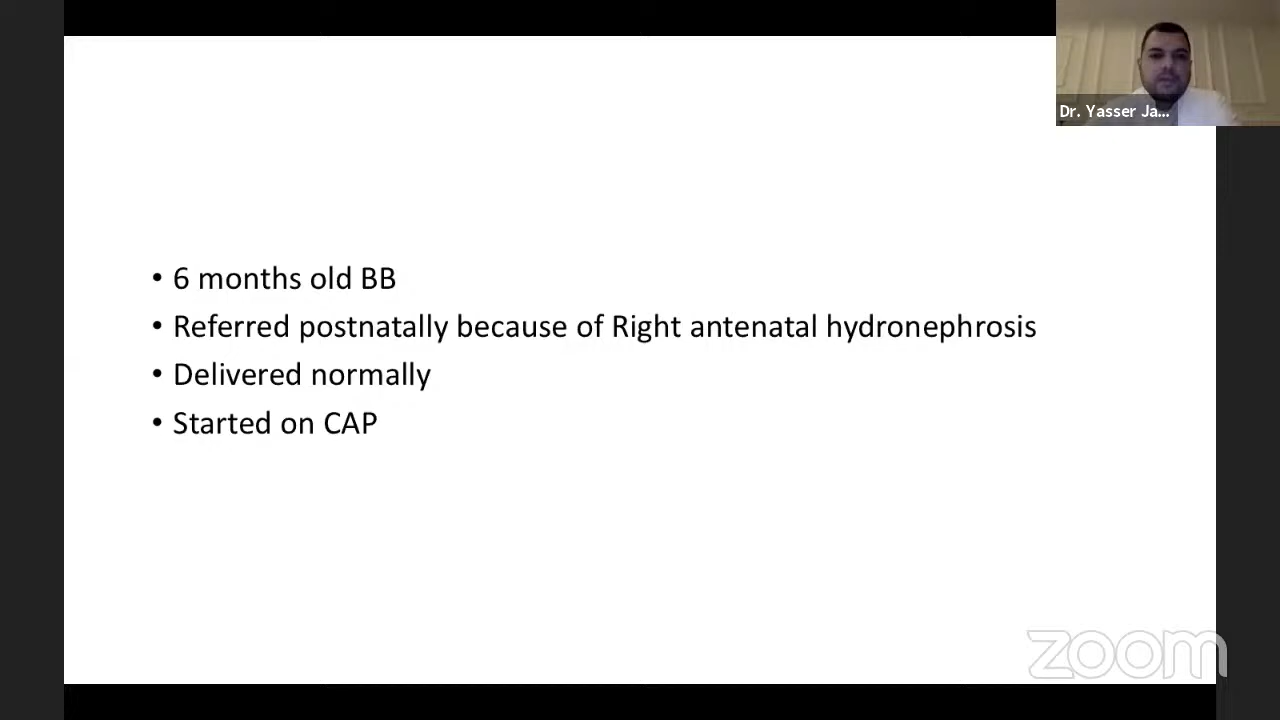 Dr. Yasser Ja...
• 6 months old BB
• Referred postnatally because of Right antenatal hydronephrosis
• Delivered normally
• Started on CAP
zoom